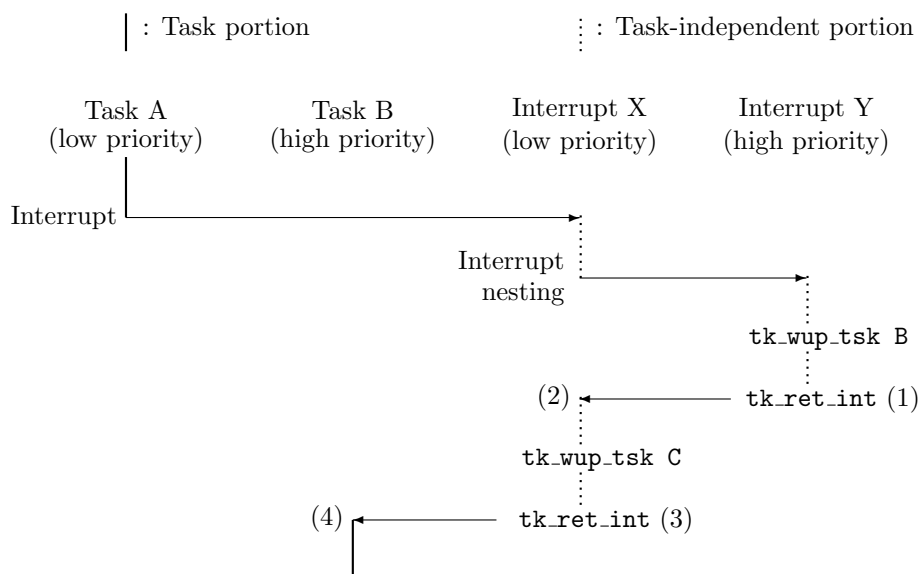 : Task portion
: Task-independent portion
Task A
(low priority)
Task B
(high priority)
Interrupt X
(low priority)
Interrupt Y
(high priority)
Interrupt
Interrupt
nesting
tk_wup_tsk B
(2)
tk_ret_int (1)
tk_wup_tsk C
(4)
tk_ret_int (3)